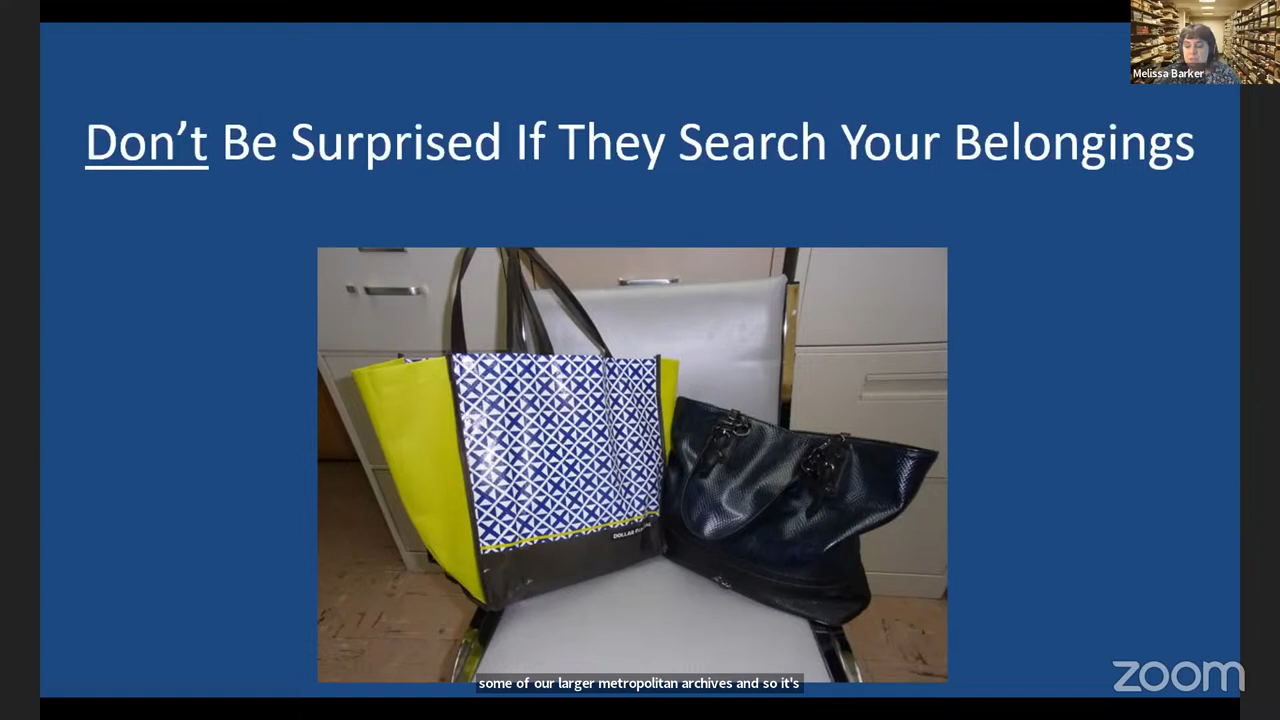 Melissa Barker
Don't Be Surprised If They Search Your Belongings
DOLLAR
some of our larger metropolitan archives and so it's
zoom